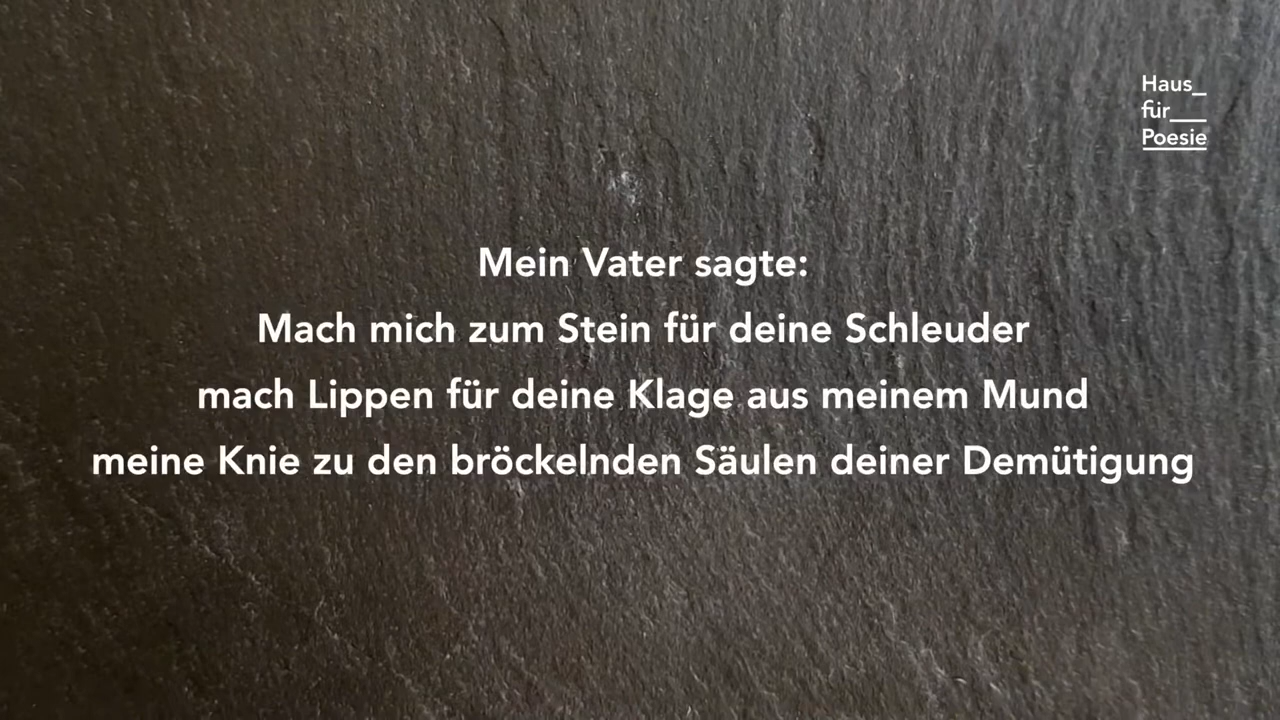 Haus_
für__
Poesie
Mein Vater sagte:
Mach mich zum Stein für deine Schleuder
mach Lippen für deine Klage aus meinem Mund
meine Knie zu den bröckelnden Säulen deiner Demütigung